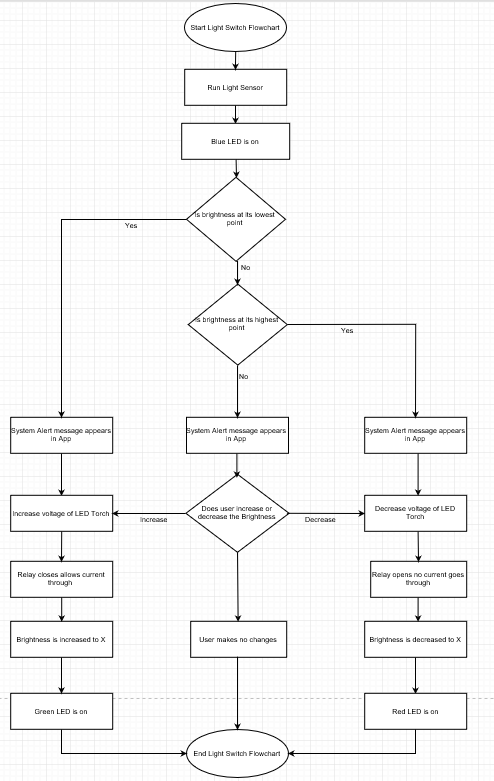 Start Light Switch Flowchart
Run Light Sensor
Blue LED is on
Is brightness at its lowest
point
Yes
No
Is brightness at its highest
point
Yes
No
System Alert message appears
in App
System Alert message appears
in App
System Alert message appears
in App
Increase voltage of LED Torch
Increase
Does user increase or
decrease the Brightness
Decrease
Decrease voltage of LED
Torch
Relay closes allows current
through
Relay opens no current goes
through
Brightness is increased to X
User makes no changes
Brightness is decreased to X
Green LED is on
Red LED is on
End Light Switch Flowchart